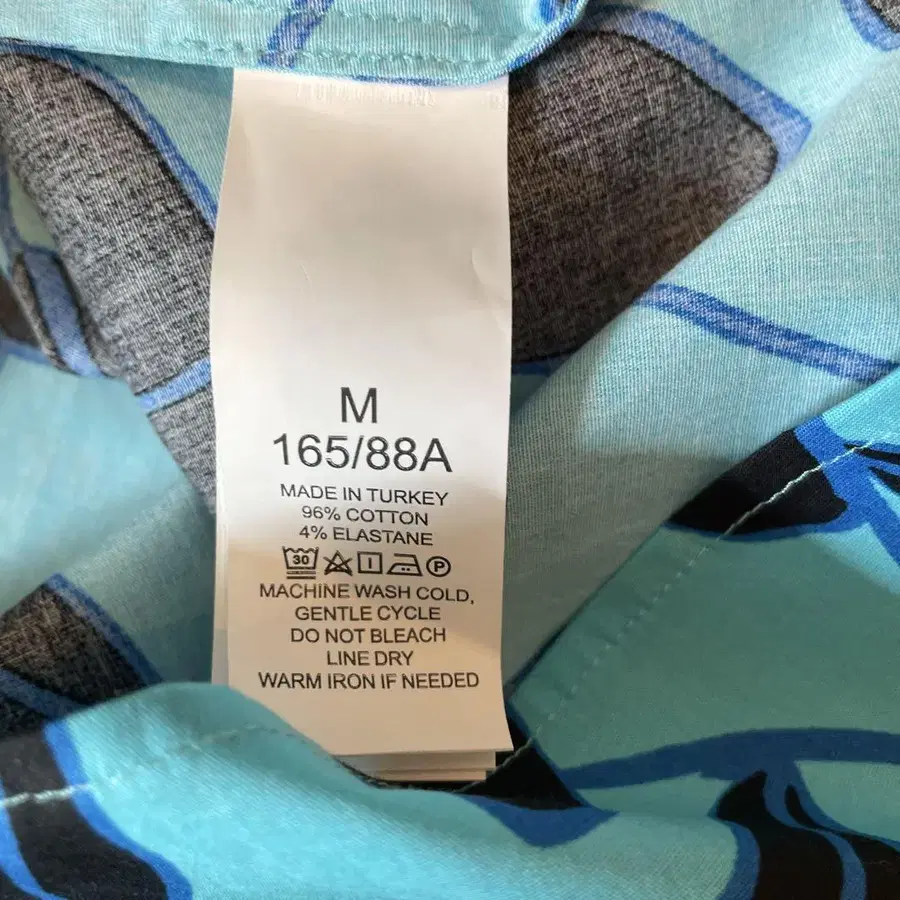 M
165/88A
MADE IN TURKEY
96% COTTON
4% ELASTANE
30 P
MACHINE WASH COLD,
GENTLE CYCLE
DO NOT BLEACH
LINE DRY
WARM IRON IF NEEDED